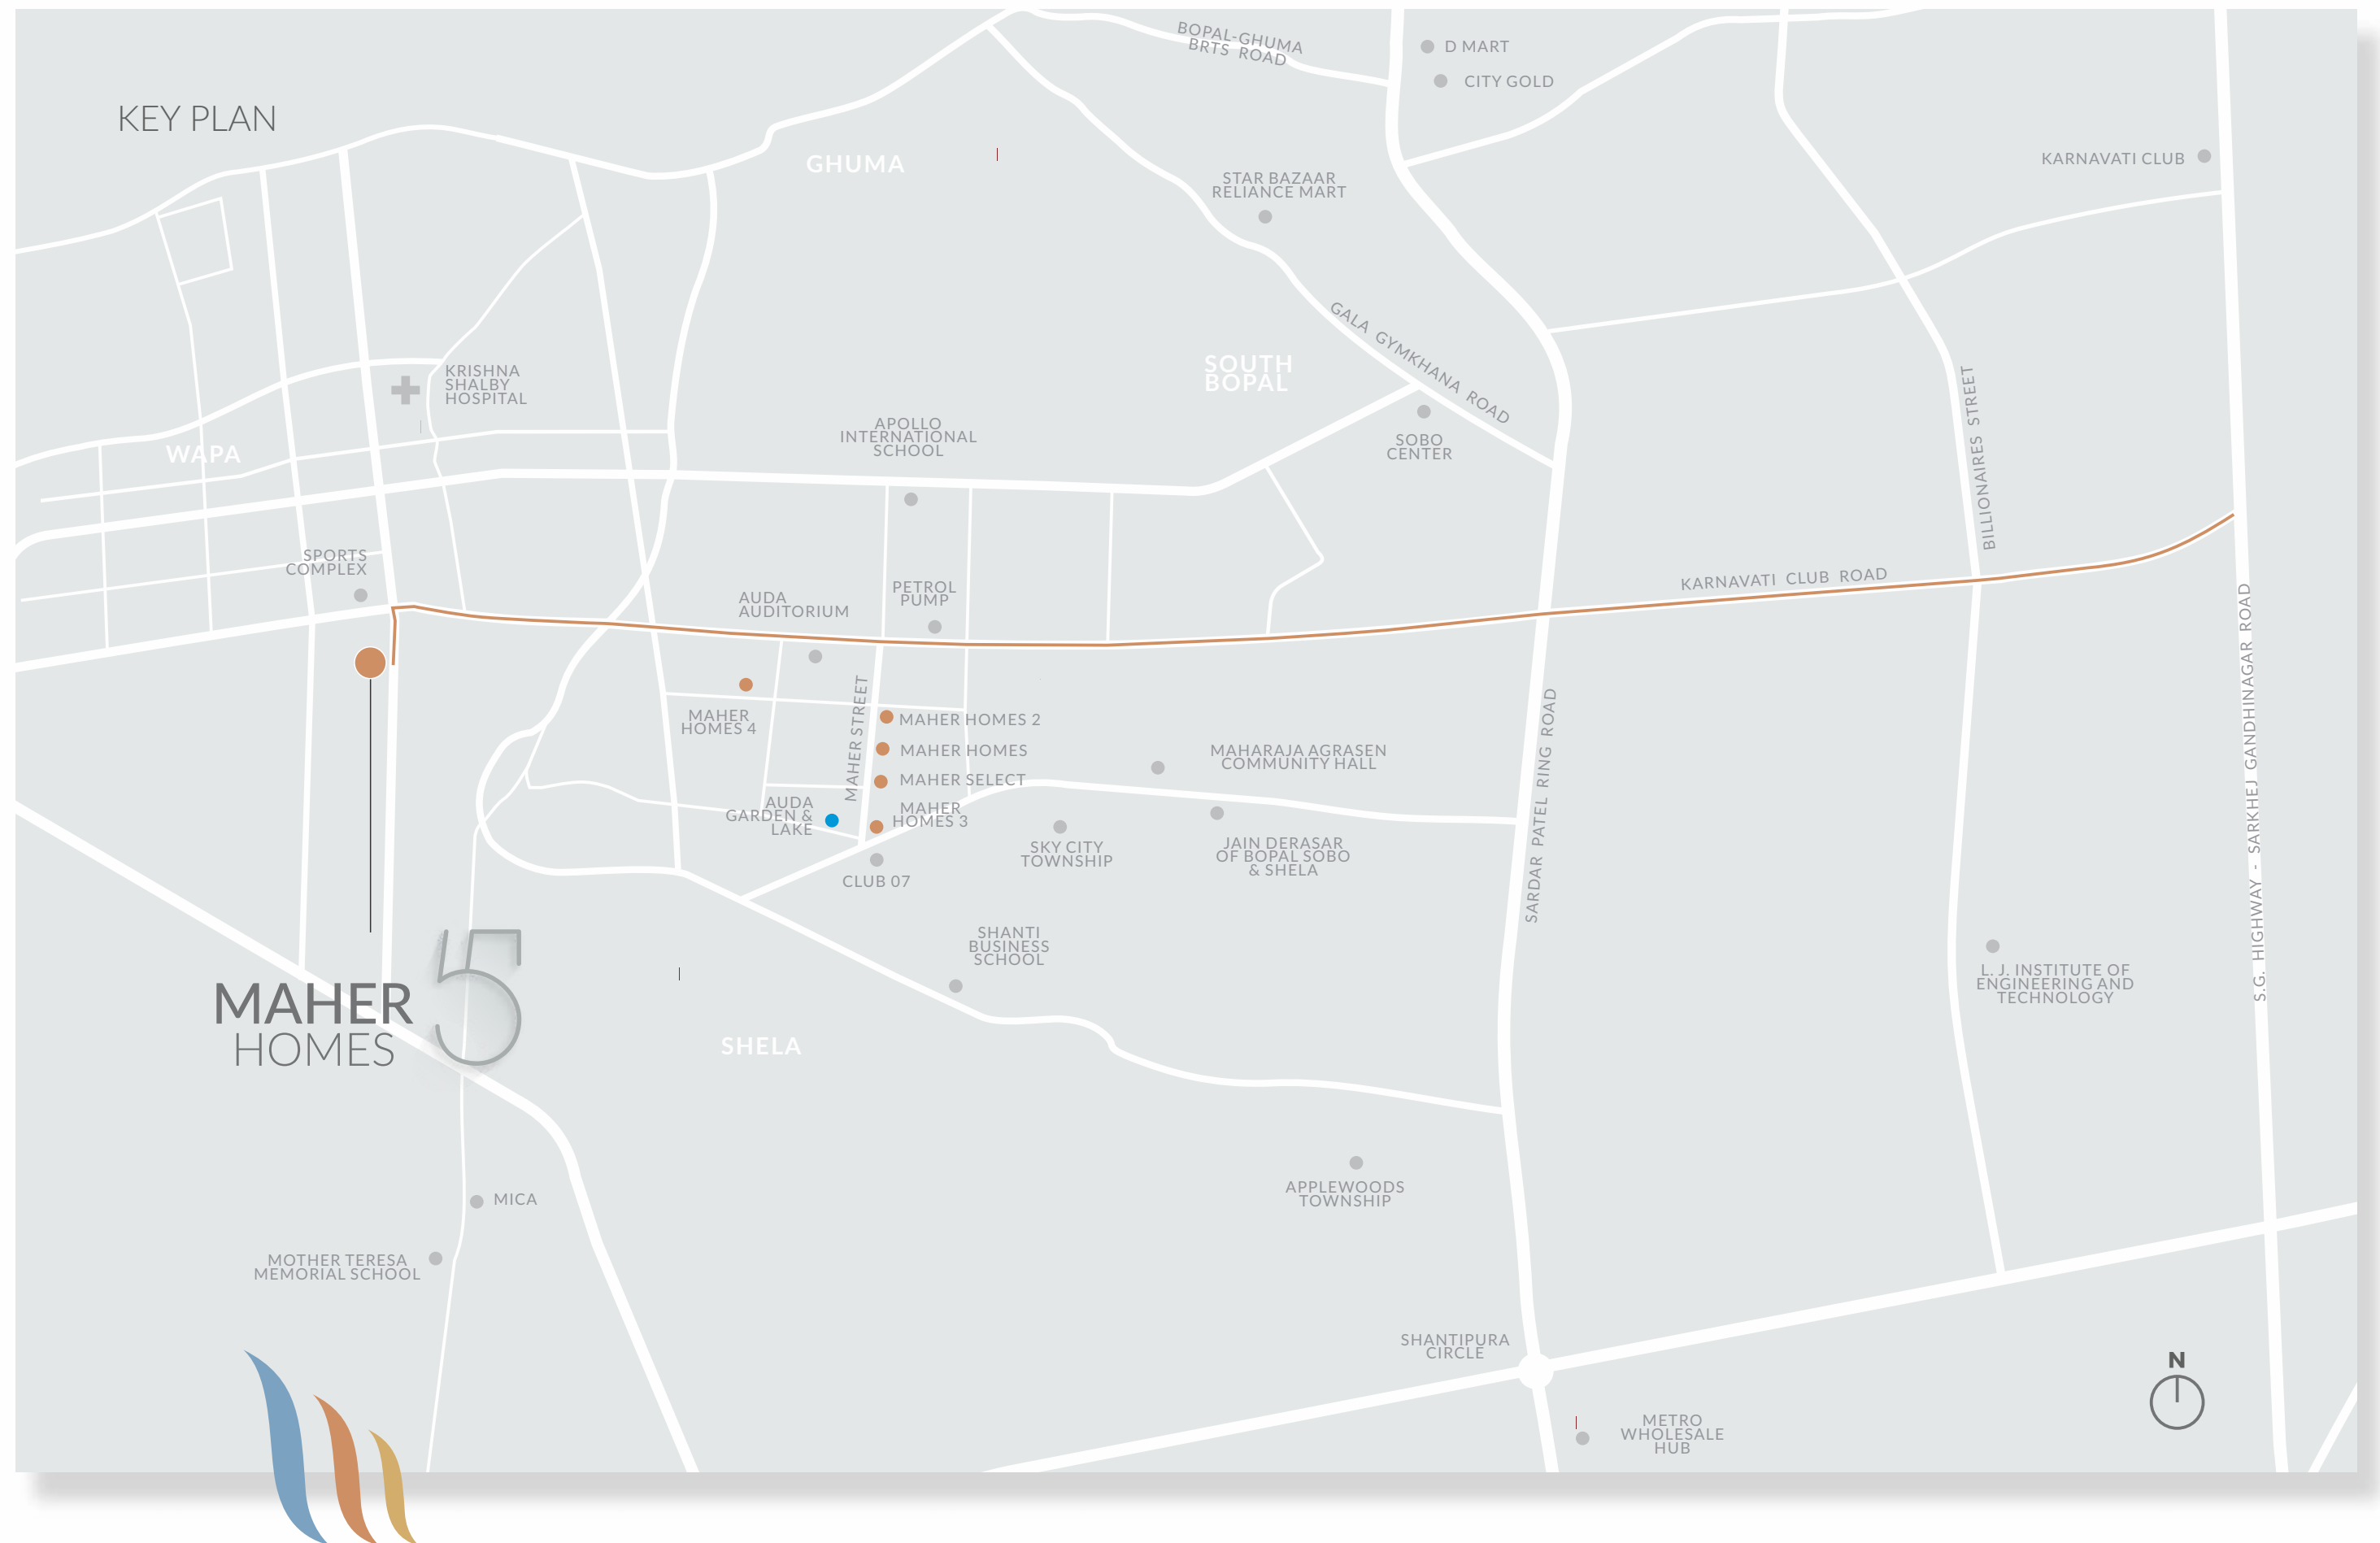 KEY PLAN
BOPAL-GHUMA
BRTS ROAD
D MART
CITY GOLD
GHUMA
KARNAVATI CLUB
STAR BAZAAR
RELIANCE MART
GALA GYMKHANA ROAD
SOUTH
BOPAL
KRISHNA
SHALBY
HOSPITAL
WAPA
APOLLO
INTERNATIONAL
SCHOOL
SOBO
CENTER
BILLIONAIRES STREET
SPORTS
COMPLEX
AUDA
AUDITORIUM
PETROL
PUMP
KARNAVATI CLUB ROAD
S.G. HIGHWAY - SARKHEJ GANDHINAGAR ROAD
MAHER
HOMES 4
MAHER STREET
MAHER HOMES 2
MAHER HOMES
MAHER SELECT
MAHER
HOMES 3
AUDA
GARDEN &
LAKE
CLUB 07
MAHARAJA AGRASEN
COMMUNITY HALL
SARDAR PATEL RING ROAD
SKY CITY
TOWNSHIP
JAIN DERASAR
OF BOPAL SOBO
& SHELA
SHANTI
BUSINESS
SCHOOL
L. J. INSTITUTE OF
ENGINEERING AND
TECHNOLOGY
MAHER 5
HOMES
SHELA
MICA
APPLEWOODS
TOWNSHIP
MOTHER TERESA
MEMORIAL SCHOOL
SHANTIPURA
CIRCLE
N
METRO
WHOLESALE
HUB